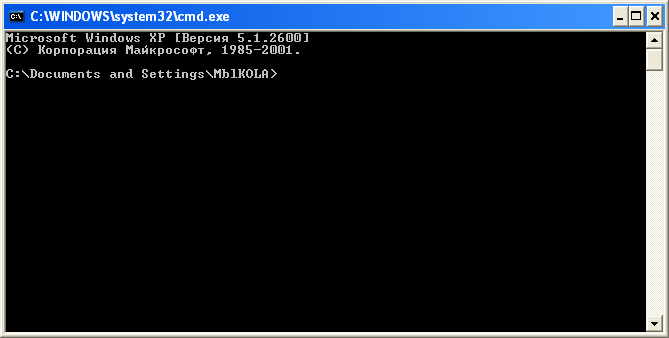 C:\WINDOWS\system32\cmd.exe
Microsoft Windows XP [Версия 5.1.2600]
(С) Корпорация Майкрософт, 1985-2001.
C:\Documents and Settings\MblKOLA>